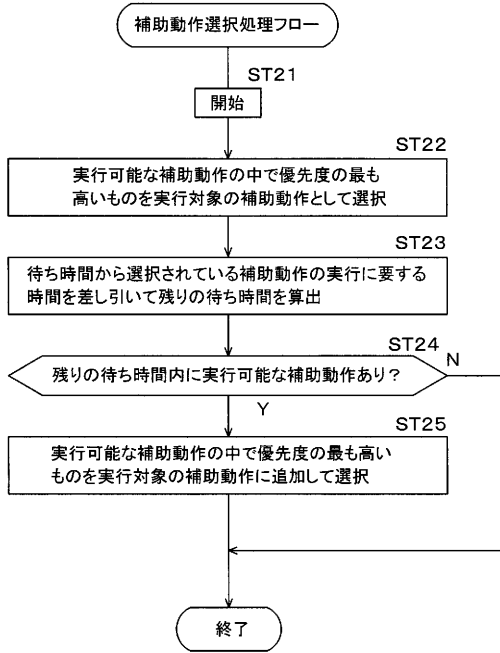 補助動作選択処理フロー
ST21
開始
ST22
実行可能な補助動作の中で優先度の最も
高いものを実行対象の補助動作として選択
ST23
待ち時間から選択されている補助動作の実行に要する
時間を差し引いて残りの待ち時間を算出
ST24
残りの待ち時間内に実行可能な補助動作あり?
N
Y
ST25
実行可能な補助動作の中で優先度の最も高い
ものを実行対象の補助動作に追加して選択
終了